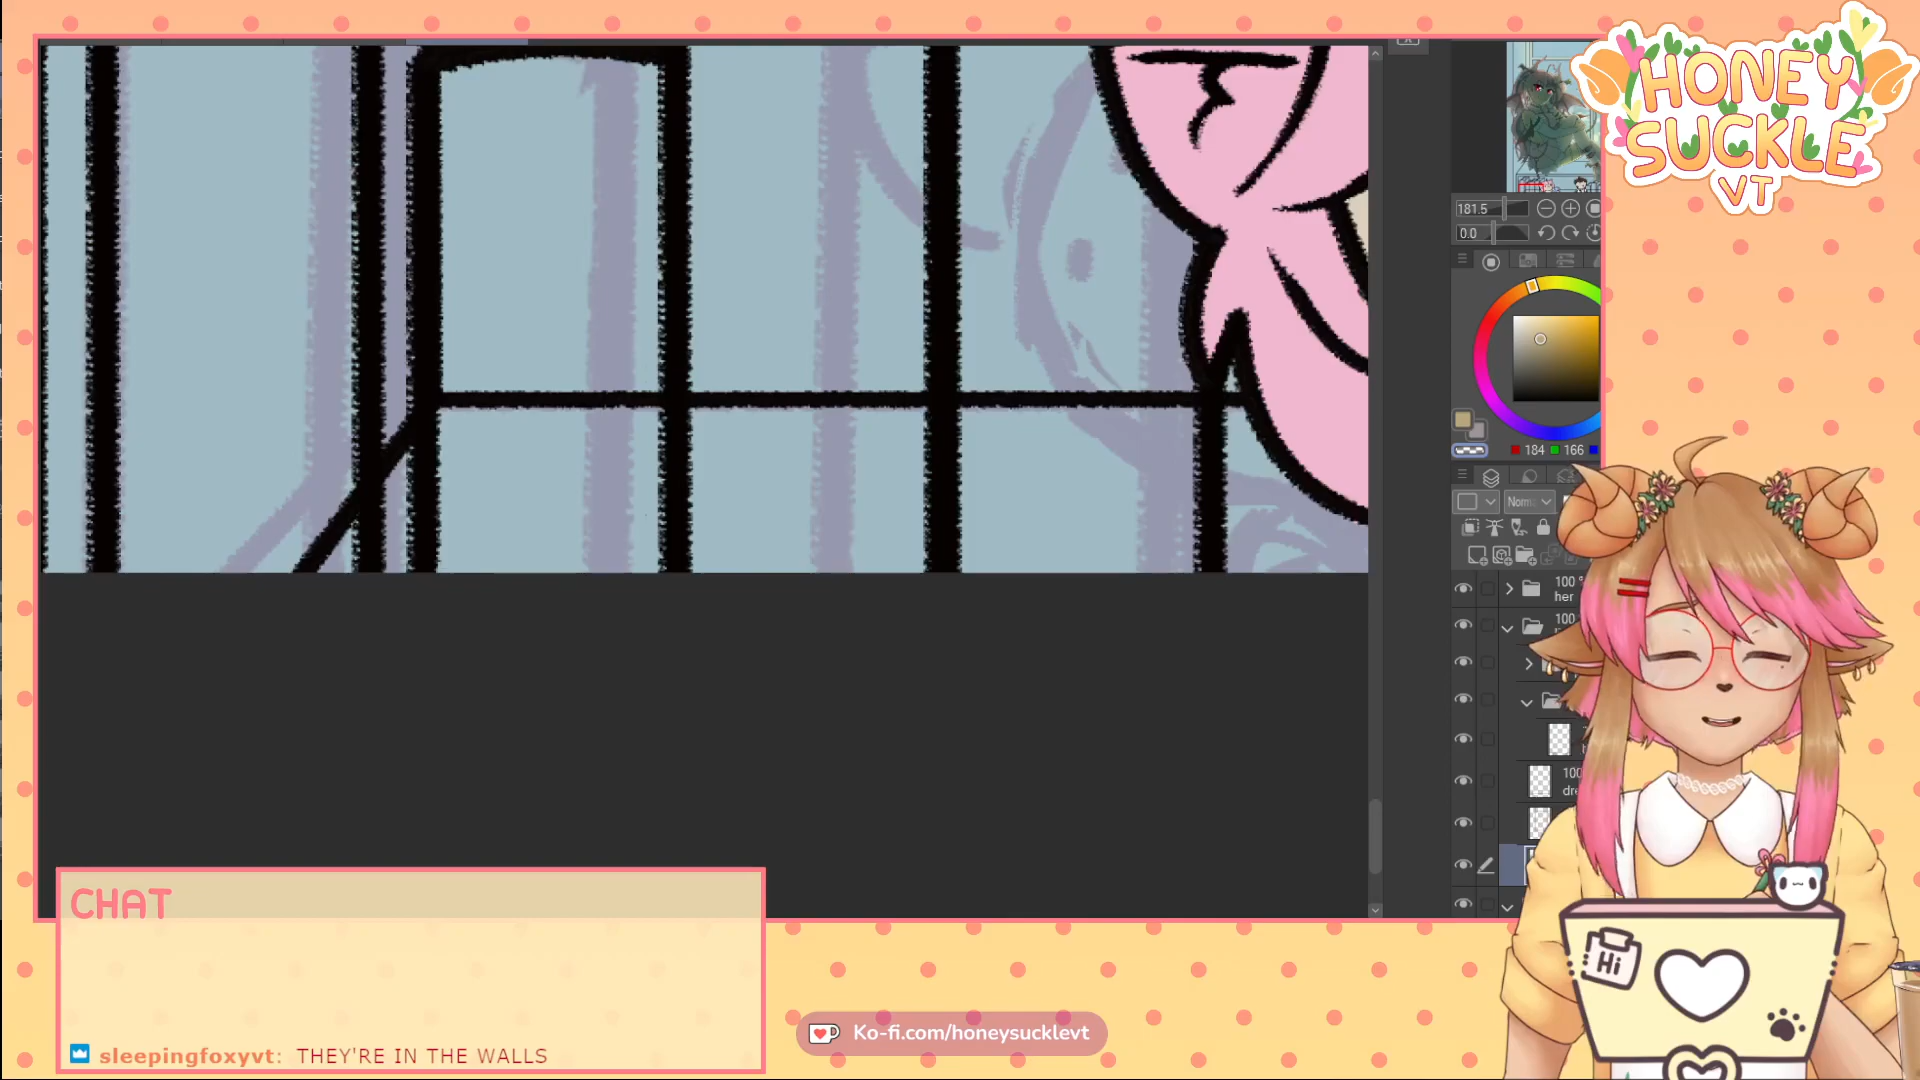 HONEY
SUCKLE
VT
181.5
0.0
184 166
Norm
100
her
100
100
dre
CHAT
sleepingfoxyvt: THEY'RE IN THE WALLS
Ko-fi.com/honeysucklevt
Hi